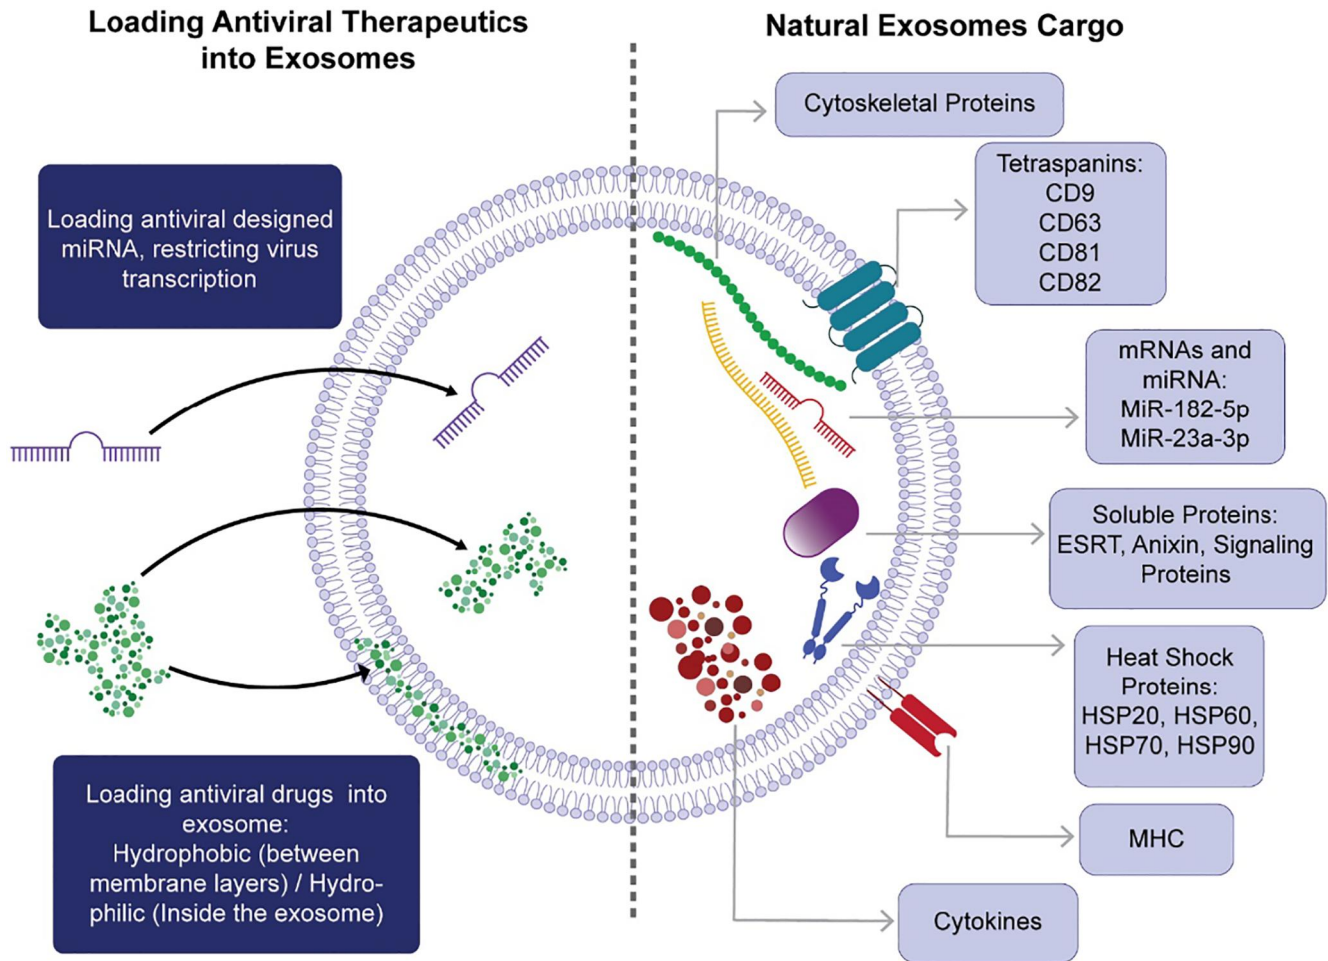 Loading Antiviral Therapeutics
into Exosomes
Loading antiviral designed
miRNA, restricting virus
transcription
Loading antiviral drugs into
exosome:
Hydrophobic (between
membrane layers) / Hydro-
philic (Inside the exosome)
Natural Exosomes Cargo
Cytoskeletal Proteins
Tetraspanins:
CD9
CD63
CD81
CD82
mRNAs and
miRNA:
MiR-182-5p
MiR-23a-3p
Soluble Proteins:
ESRT, Anixin, Signaling
Proteins
Heat Shock
Proteins:
HSP20, HSP60,
HSP70, HSP90
MHC
Cytokines